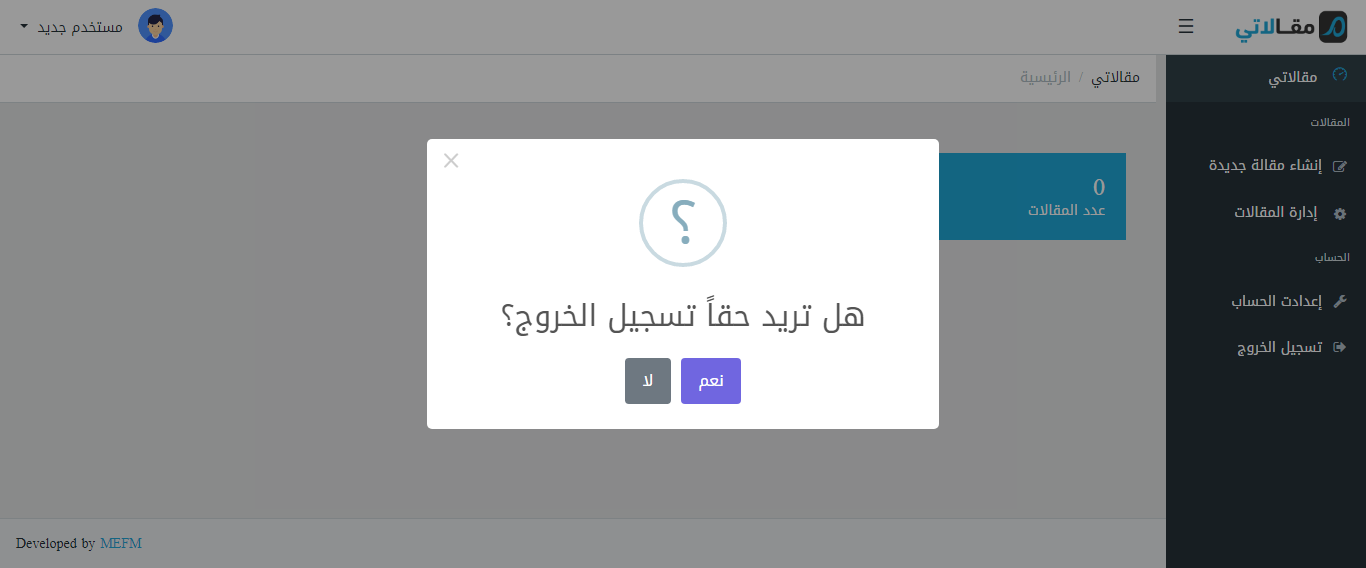 مقـالاتي
مستخدم جديد
مقالاتي / الرئيسية
مقالاتي
المقالات
إنشاء مقالة جديدة
إدارة المقالات
الحساب
إعدادت الحساب
تسجيل الخروج
0
عدد المقالات
؟
هل تريد حقاً تسجيل الخروج؟
نعم
لا
Developed by MEFM